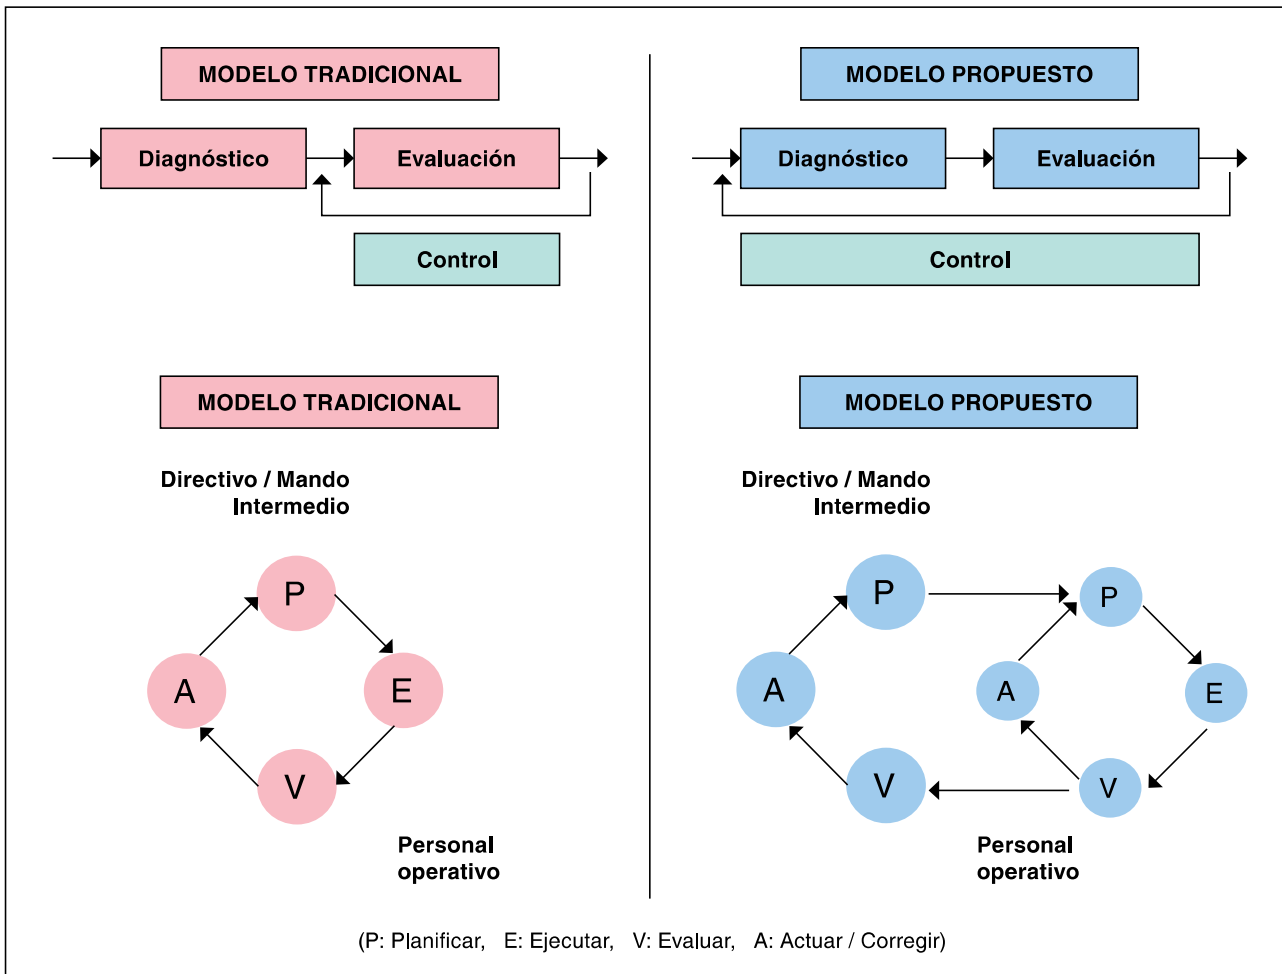 MODELO TRADICIONAL
Diagnóstico
Evaluación
Control
MODELO PROPUESTO
Diagnóstico
Evaluación
Control
MODELO TRADICIONAL
Directivo / Mando
Intermedio
P
A
E
V
Personal
operativo
MODELO PROPUESTO
Directivo / Mando
Intermedio
P
P
A
A
E
V
V
Personal
operativo
(P: Planificar, E: Ejecutar, V: Evaluar, A: Actuar / Corregir)